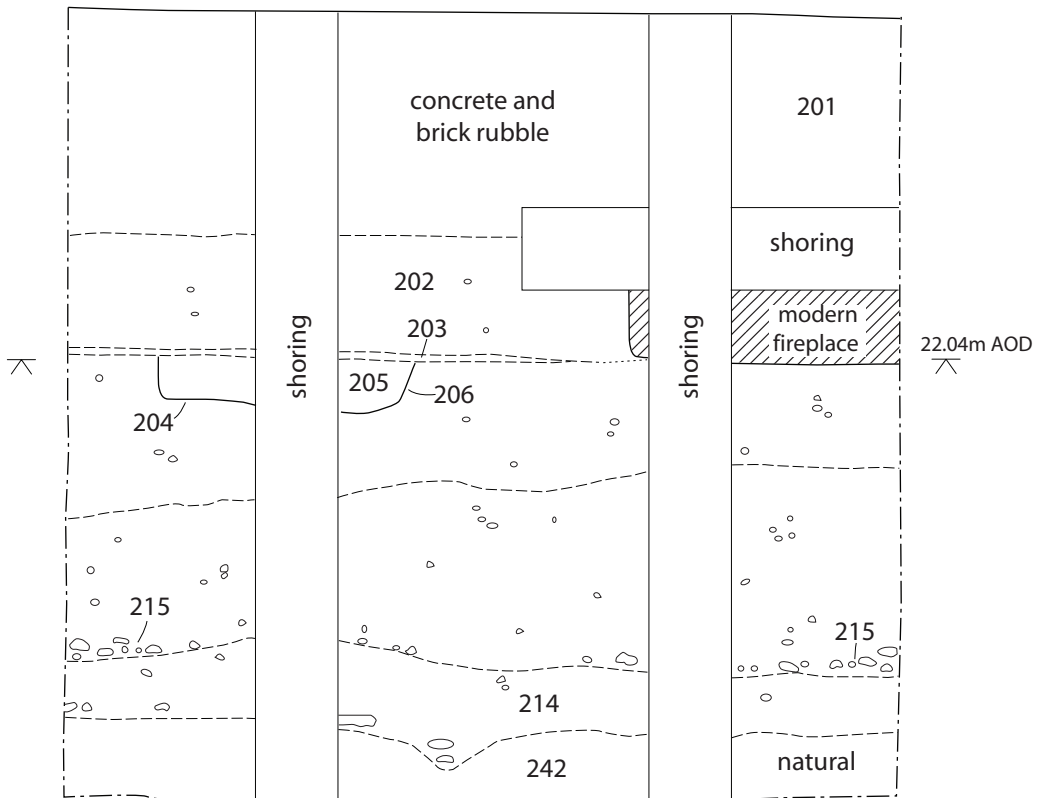 concrete and
brick rubble
201
shoring
202
203
modern
fireplace
shoring
shoring
22.04m AOD
205
206
204
215
215
214
242
natural